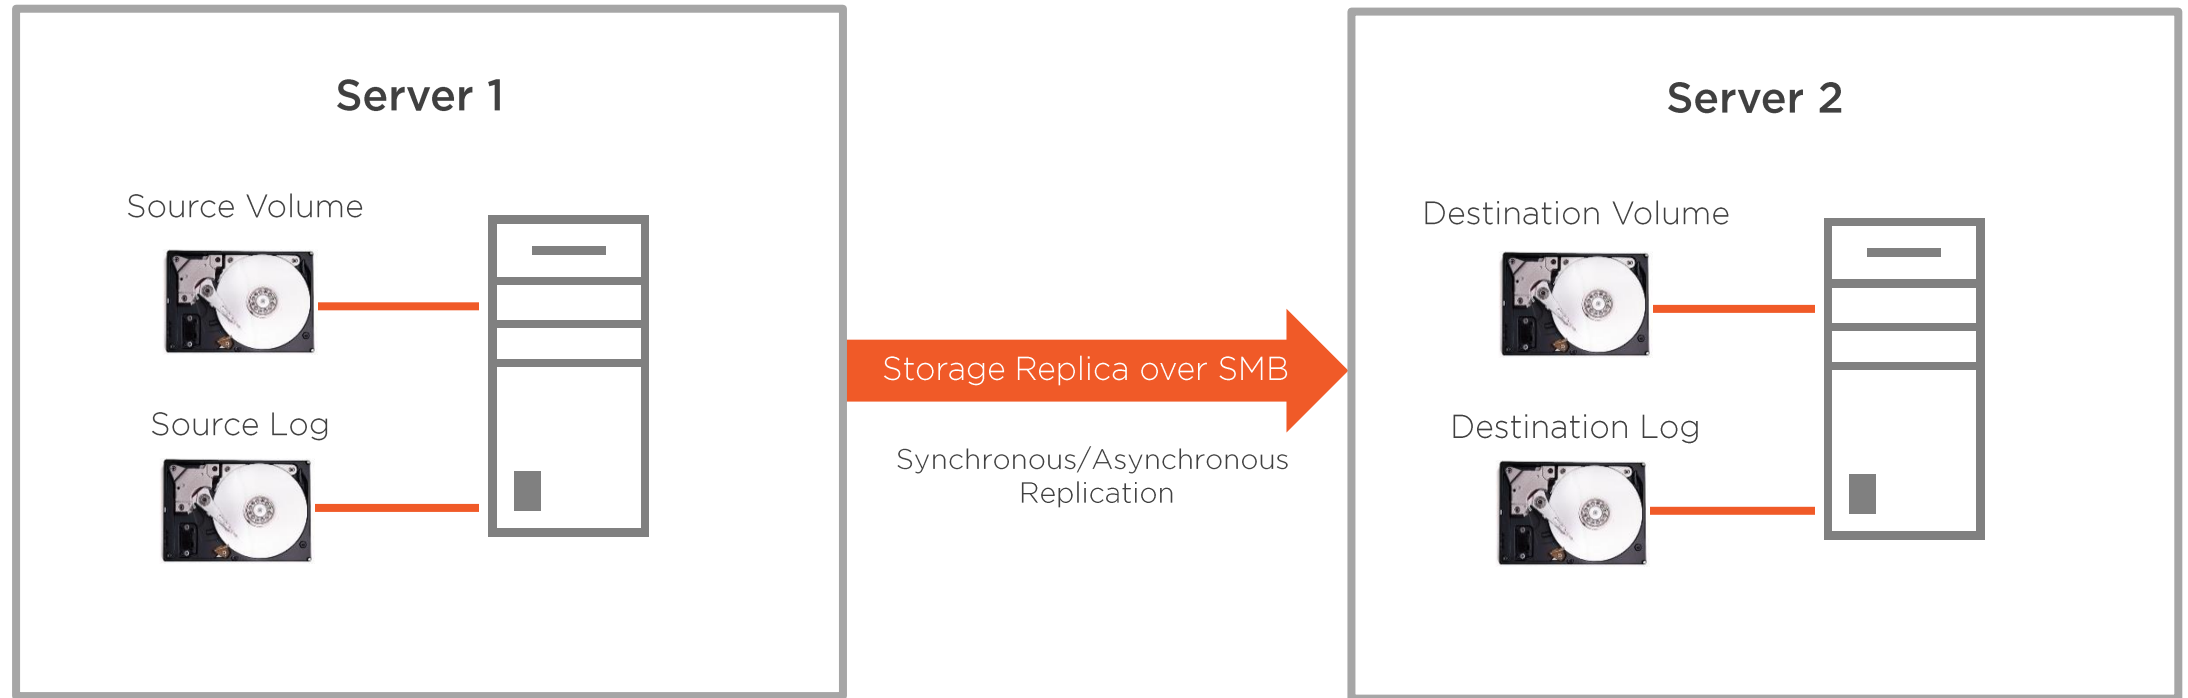 Server 1
Source Volume
Source Log
Storage Replica over SMB
Synchronous/Asynchronous
Replication
Server 2
Destination Volume
Destination Log